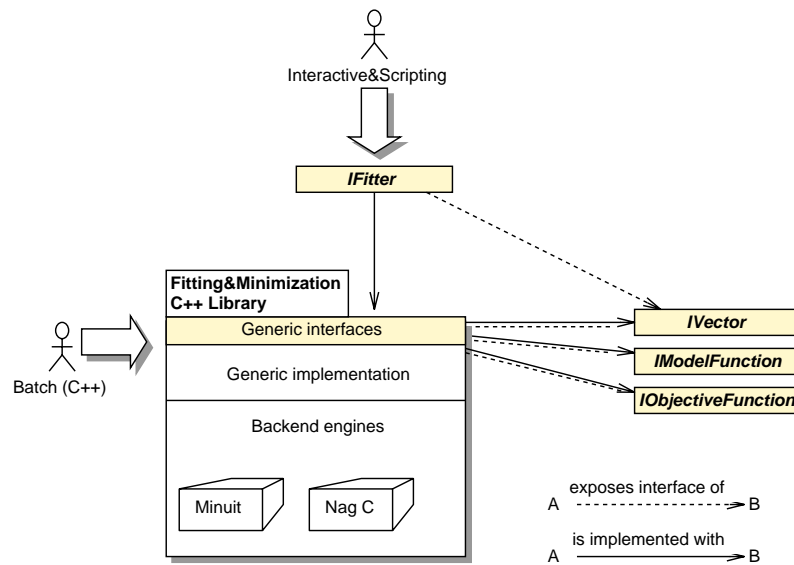 Interactive&Scripting
IFitter
Fitting&Minimization
C++ Library
Generic interfaces
IVector
Generic implementation
IModelFunction
Batch (C++)
IObjectiveFunction
Backend engines
Minuit
Nag C
exposes interface of
A B
is implemented with
A B